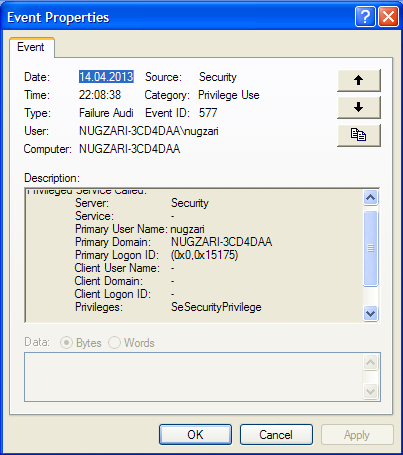 Event Properties
Event
Date: 14.04.2013 Source: Security
Time: 22:08:38 Category: Privilege Use
Type: Failure Audi Event ID: 577
User: NUGZARI-3CD4DAA\nugzari
Computer: NUGZARI-3CD4DAA
Description:
Privileged Service Called:
Server: Security
Service: -
Primary User Name: nugzari
Primary Domain: NUGZARI-3CD4DAA
Primary Logon ID: (0x0,0x15175)
Client User Name: -
Client Domain: -
Client Logon ID: -
Privileges: SeSecurityPrivilege
Data: Bytes Words
OK Cancel Apply